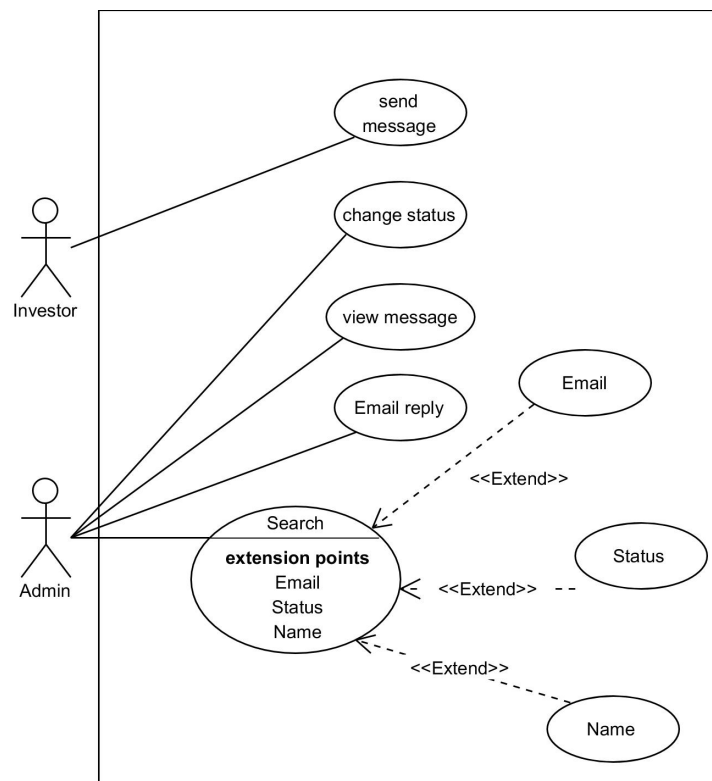 send
message
change status
Investor
view message
Email
Email reply
<<Extend>>
Search
extension points
Email
Status
Name
Admin
Status
<<Extend>>
<<Extend>>
Name